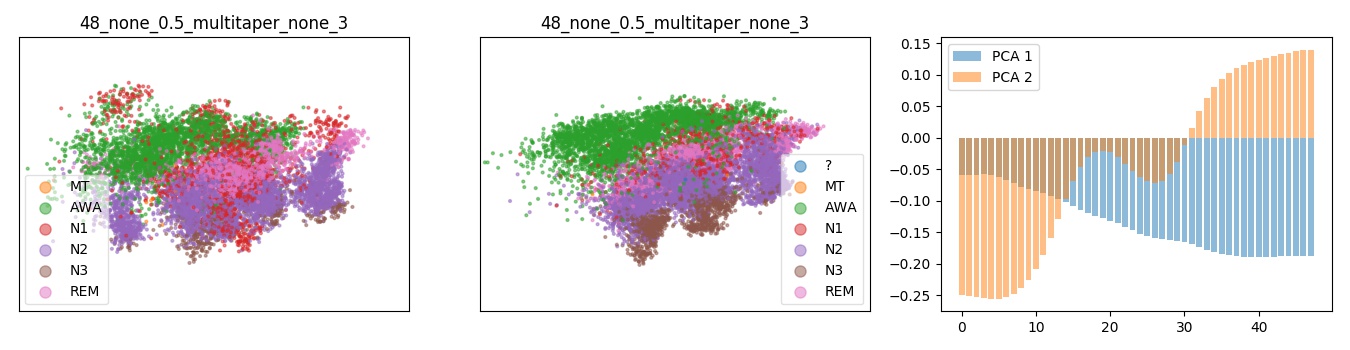 48_none_0.5_multitaper_none_3
MT
AWA
N1
N2
N3
REM
48_none_0.5_multitaper_none_3
?
MT
AWA
N1
N2
N3
REM
PCA 1
PCA 2
0.15
0.10
0.05
0.00
−0.05
−0.10
−0.15
−0.20
−0.25
0 10 20 30 40